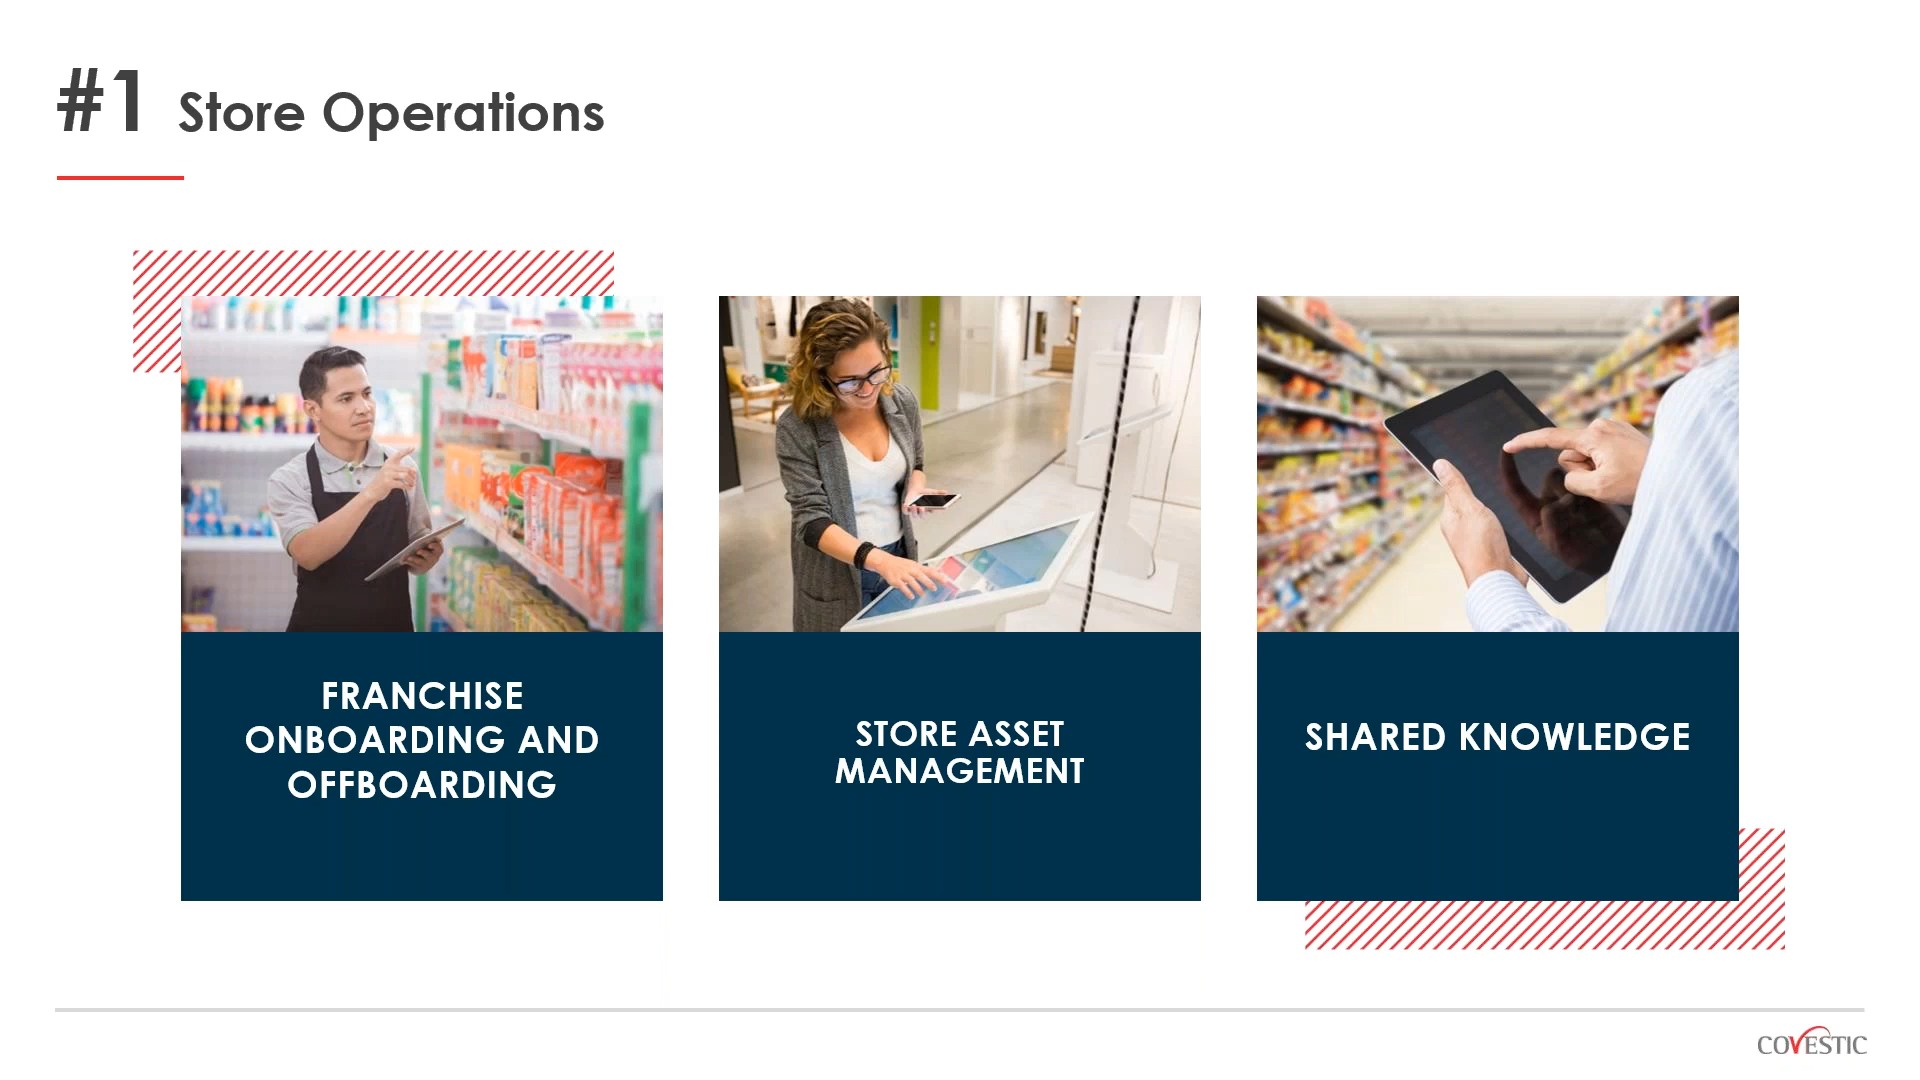 #1 Store Operations
FRANCHISE
ONBOARDING AND
OFFBOARDING
STORE ASSET
MANAGEMENT
SHARED KNOWLEDGE
COVESTIC